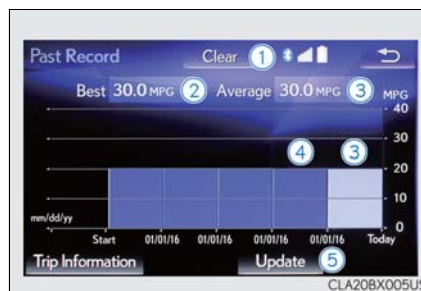 Past Record Clear 1
Best 30.0 MPG 2 Average 30.0 MPG 3 MPG
40
30
4 3
20
10
0
mm/dd/yy
Start 01/01/16 01/01/16 01/01/16 01/01/16 Today
Trip Information Update 5
CLA20BX005US